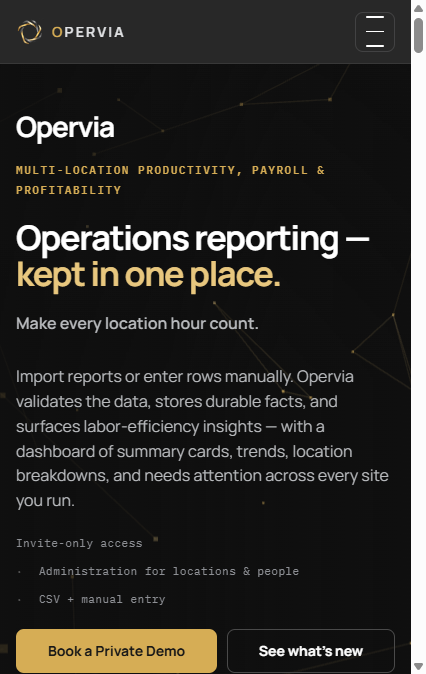 OPERVIA
Opervia
MULTI-LOCATION PRODUCTIVITY, PAYROLL &
PROFITABILITY
Operations reporting —
kept in one place.
Make every location hour count.
Import reports or enter rows manually. Opervia
validates the data, stores durable facts, and
surfaces labor-efficiency insights — with a
dashboard of summary cards, trends, location
breakdowns, and needs attention across every site
you run.
Invite-only access
· Administration for locations & people
· CSV + manual entry
Book a Private Demo
See what's new